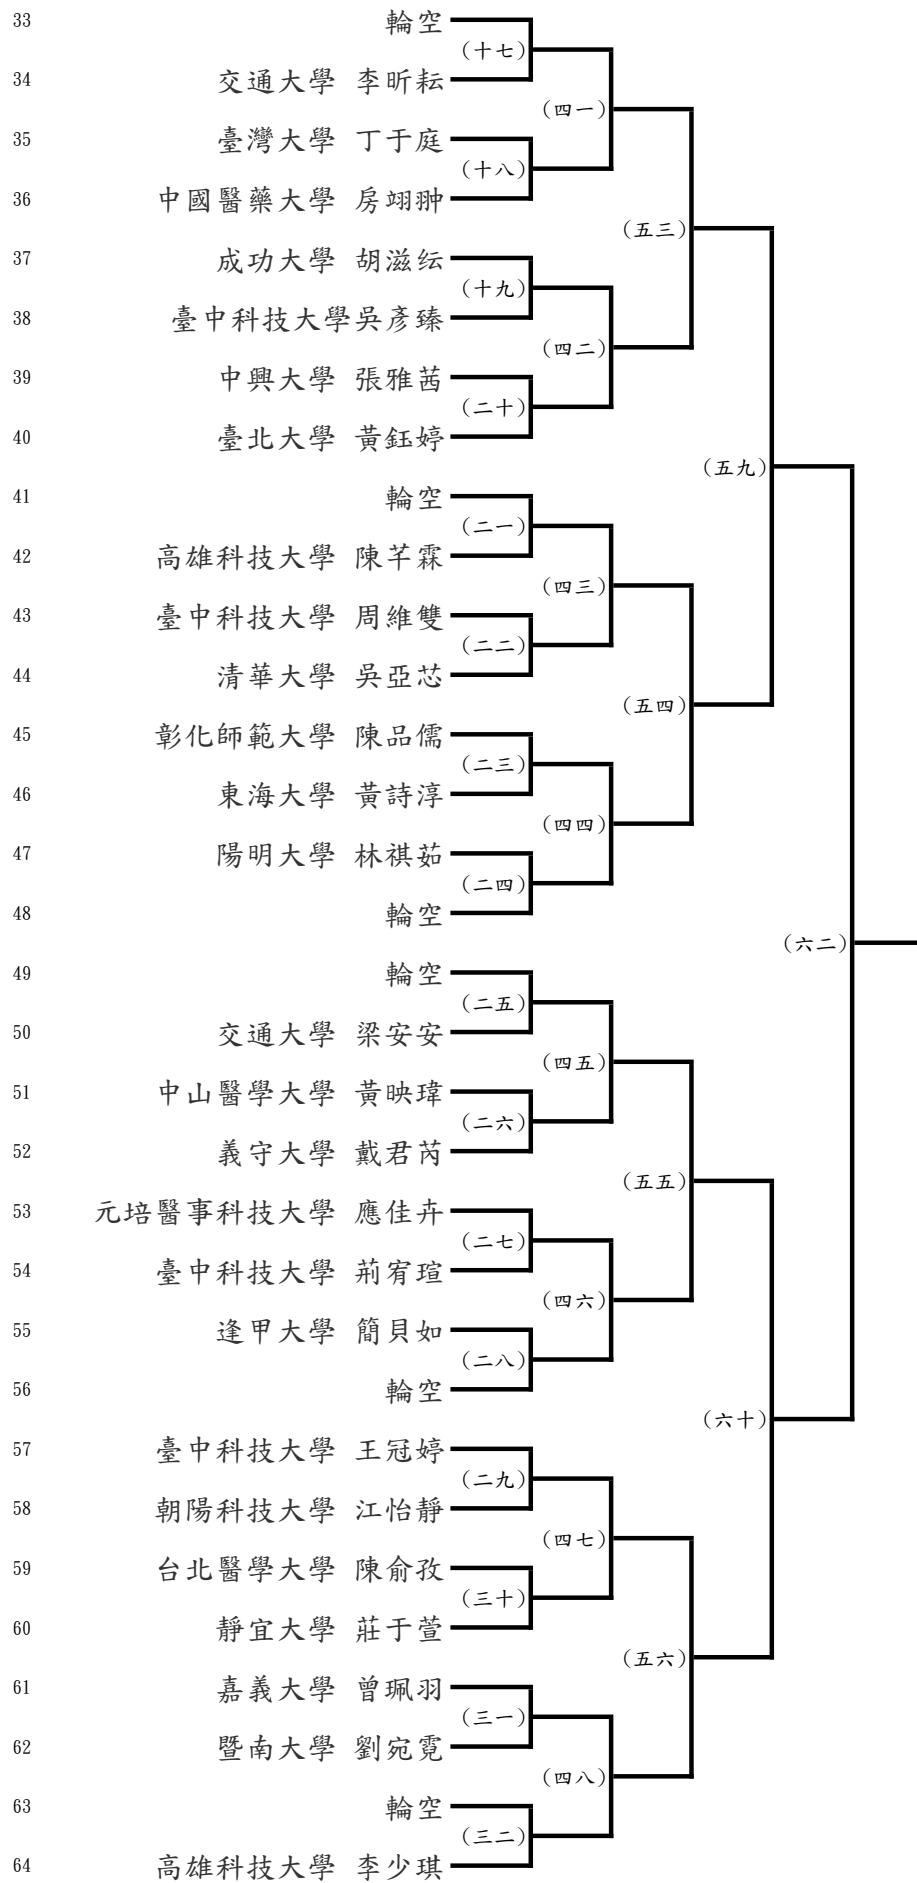 33 輪空
(十七)
34 交通大學 李昕耘
(四一)
35 臺灣大學 丁于庭
(十八)
36 中國醫藥大學 房翊翀
(五三)
37 成功大學 胡滋纭
(十九)
38 臺中科技大學吳彥臻
(四二)
39 中興大學 張雅茜
(二十)
40 臺北大學 黃鈺婷
(五九)
41 輪空
(二一)
42 高雄科技大學 陳芊霖
(四三)
43 臺中科技大學 周維雙
(二二)
44 清華大學 吳亞芯
(五四)
45 彰化師範大學 陳品儒
(二三)
46 東海大學 黃詩淳
(四四)
47 陽明大學 林祺茹
(二四)
48 輪空
(六二)
49 輪空
(二五)
50 交通大學 梁安安
(四五)
51 中山醫學大學 黃映瑋
(二六)
52 義守大學 戴君芮
(五五)
53 元培醫事科技大學 應佳卉
(二七)
54 臺中科技大學 荊宥瑄
(四六)
55 逢甲大學 簡貝如
(二八)
56 輪空
(六十)
57 臺中科技大學 王冠婷
(二九)
58 朝陽科技大學 江怡靜
(四七)
59 台北醫學大學 陳俞孜
(三十)
60 靜宜大學 莊于萱
(五六)
61 嘉義大學 曾珮羽
(三一)
62 暨南大學 劉宛霓
(四八)
63 輪空
(三二)
64 高雄科技大學 李少琪